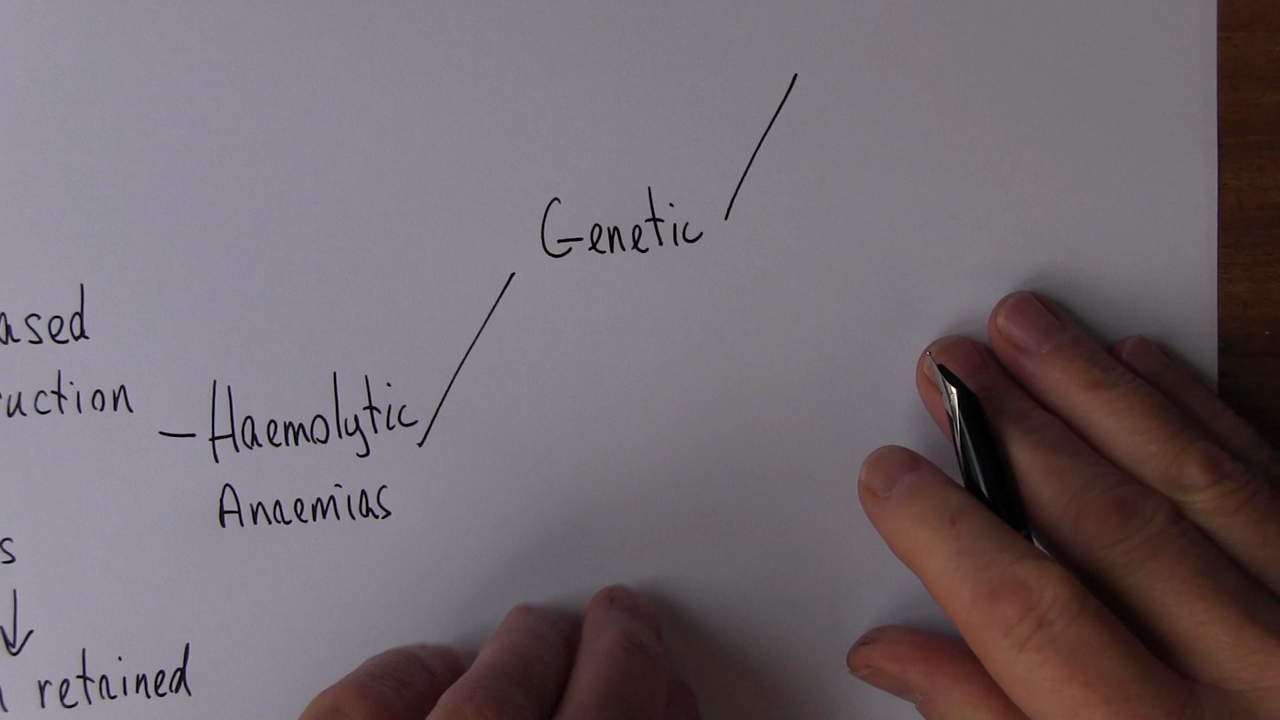 Genetic
ased
uction
– Haemolytic
Anaemias
s
↓
retained